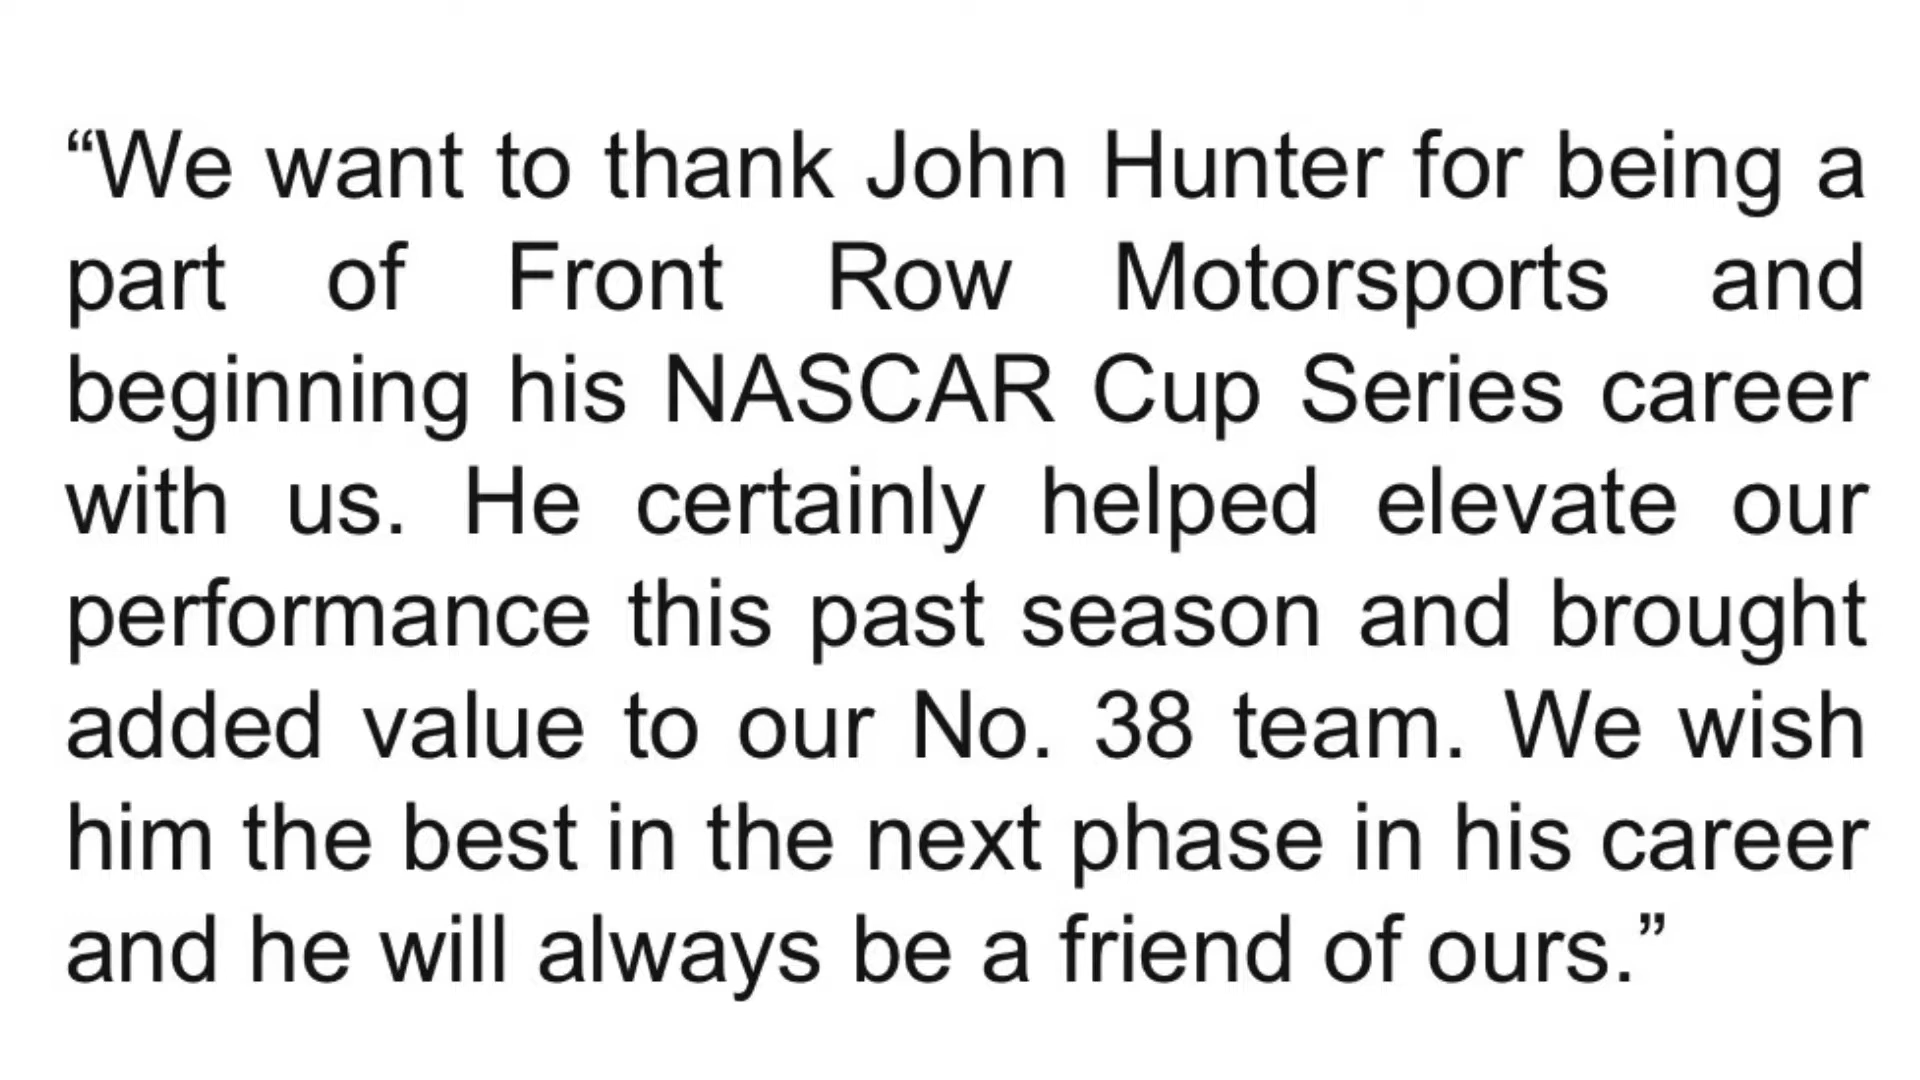 “We want to thank John Hunter for being a
part of Front Row Motorsports and
beginning his NASCAR Cup Series career
with us. He certainly helped elevate our
performance this past season and brought
added value to our No. 38 team. We wish
him the best in the next phase in his career
and he will always be a friend of ours.”